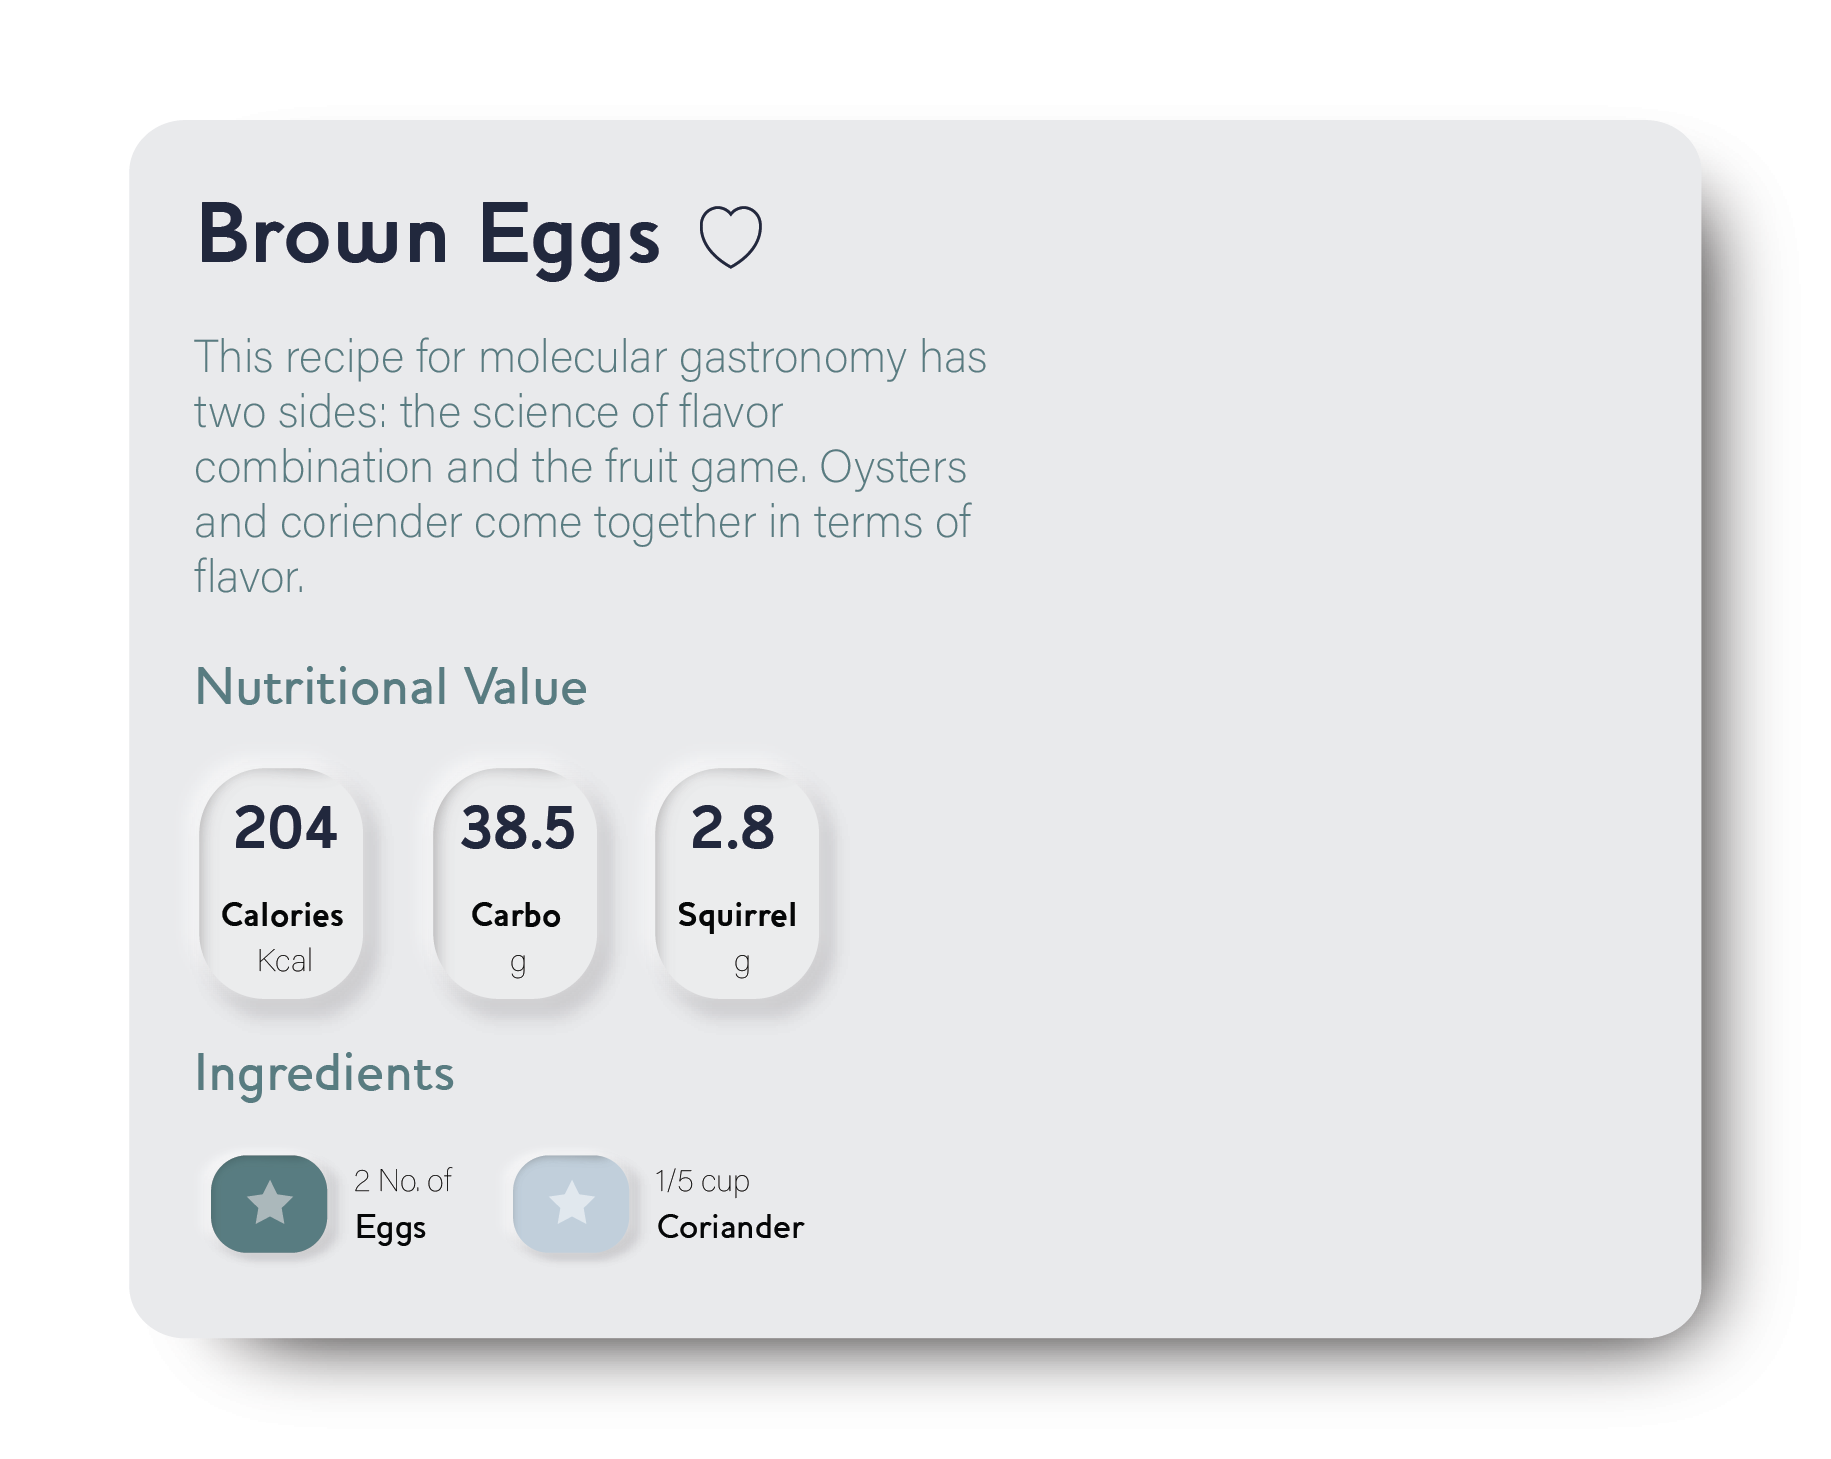 Brown Eggs
This recipe for molecular gastronomy has
two sides: the science of flavor
combination and the fruit game. Oysters
and coriender come together in terms of
flavor.
Nutritional Value
204
Calories
Kcal
38.5
Carbo
g
2.8
Squirrel
g
Ingredients
2 No. of
Eggs
1/5 cup
Coriander